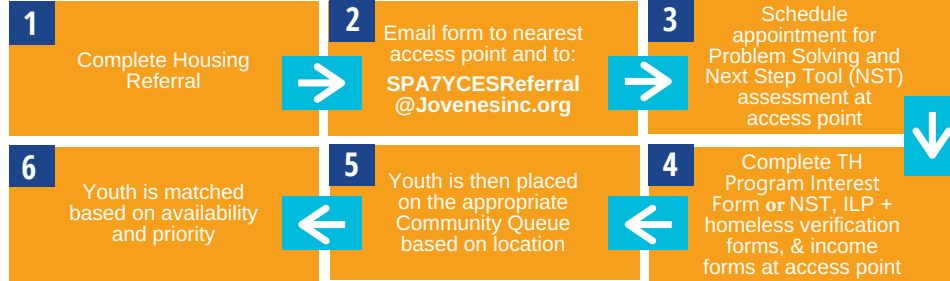 1
Complete Housing
Referral
2
Email form to nearest
access point and to:
SPA7YCESReferral
@Jovenesinc.org
3
Schedule
appointment for
Problem Solving and
Next Step Tool (NST)
assessment at
access point
4
Complete TH
Program Interest
Form or NST, ILP +
homeless verification
forms, & income
forms at access point
5
Youth is then placed
on the appropriate
Community Queue
based on location
6
Youth is matched
based on availability
and priority